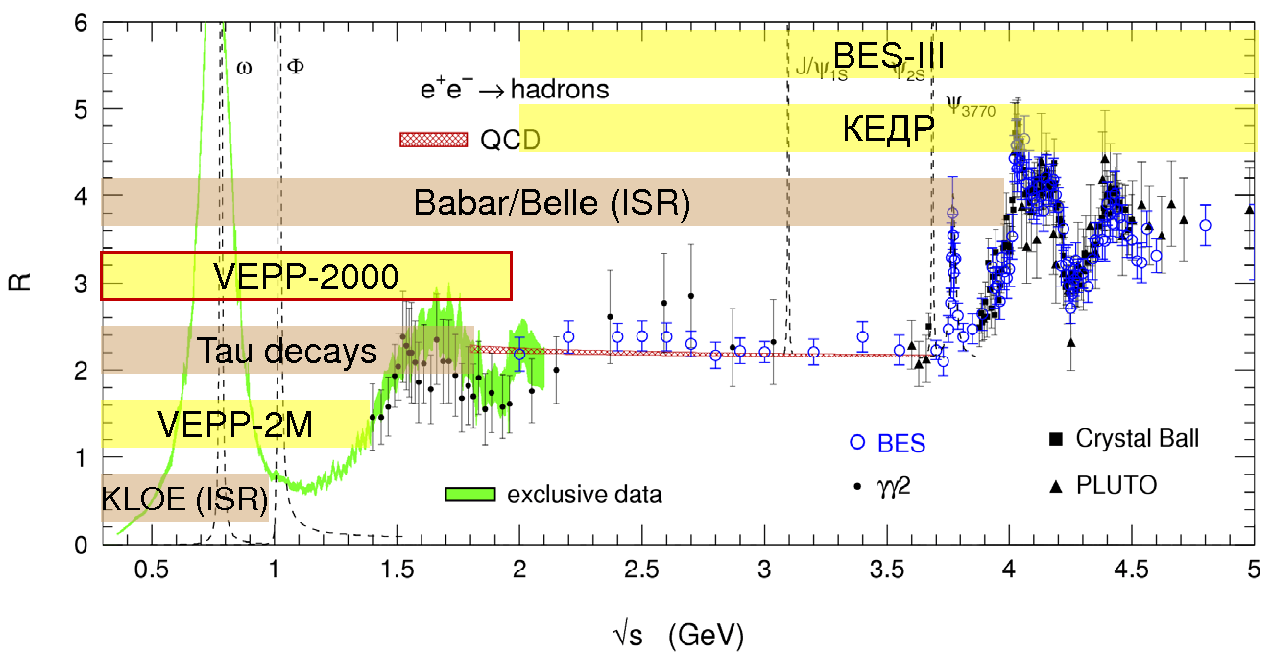 6
5
4
3
2
1
0
R
ω
Φ
e⁺e⁻ → hadrons
QCD
BES-III
J/ψ1S
ψ2S
ψ3770
КЕДР
Babar/Belle (ISR)
VEPP-2000
Tau decays
VEPP-2M
KLOE (ISR)
exclusive data
BES
γγ2
Crystal Ball
PLUTO
0.5 1 1.5 2 2.5 3 3.5 4 4.5 5
√s (GeV)